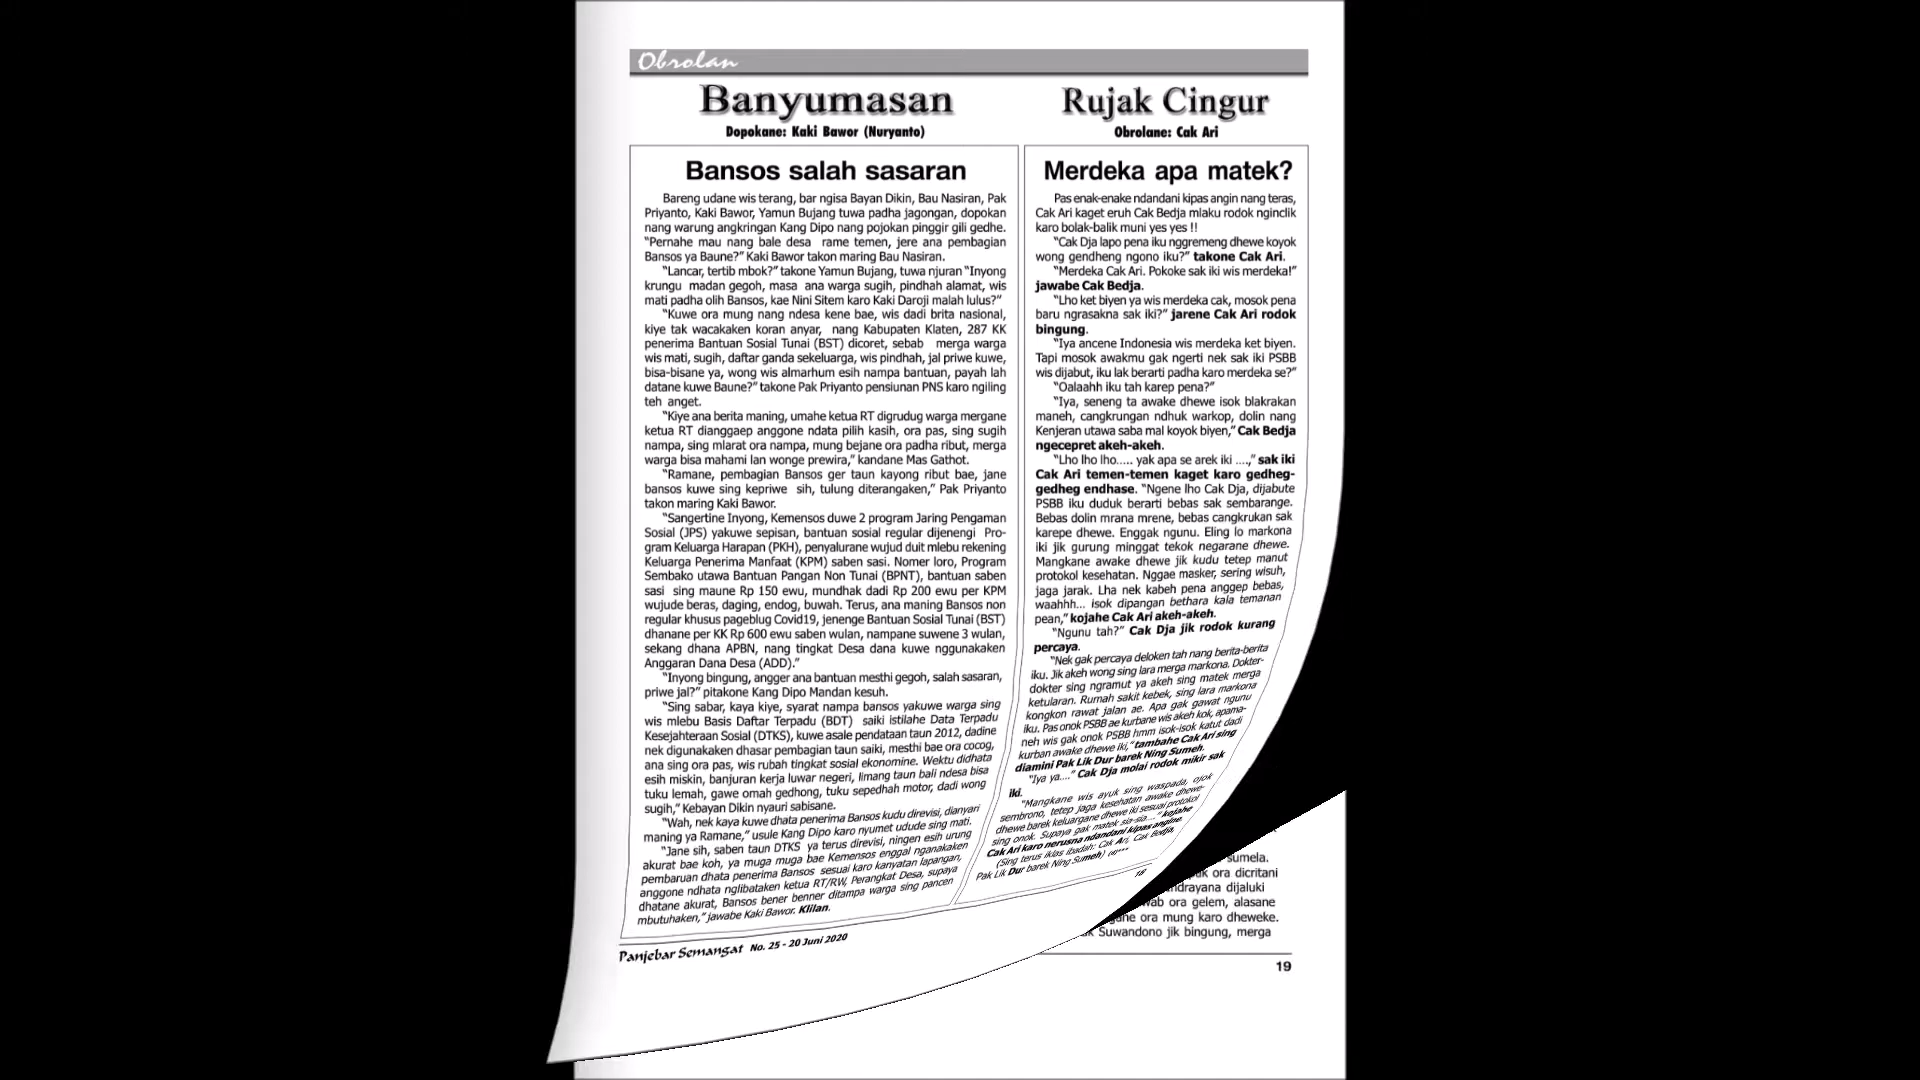 Obrolan
Banyumasan
Dopokane: Kaki Bawor (Nuryanto)
Bansos salah sasaran
Bareng udane wis terang, bar ngisa Bayan Dikin, Bau Nasiran, Pak
Priyanto, Kaki Bawor, Yamun Bujang tuwa padha jagongan, dopokan
nang warung angkringan Kang Dipo nang pojokan pinggir gili gedhe.
“Pernahe mau nang bale desa rame temen, jere ana pembagian
Bansos ya Baune?” Kaki Bawor takon maring Bau Nasiran.
“Lancar, tertib mbok?” takone Yamun Bujang, tuwa njuran “Inyong
krungu madan gegoh, masa ana warga sugih, pindhah alamat, wis
mati padha olih Bansos, kae Nini Sitem karo Kaki Daroji malah lulus?”
“Kuwe ora mung nang ndesa kene bae, wis dadi brita nasional,
kiye tak wacakaken koran anyar, nang Kabupaten Klaten, 287 KK
penerima Bantuan Sosial Tunai (BST) dicoret, sebab merga warga
wis mati, sugih, daftar ganda sekeluarga, wis pindhah, jal priwe kuwe,
bisa-bisane ya, wong wis almarhum esih nampa bantuan, payah lah
datane kuwe Baune?” takone Pak Priyanto pensiunan PNS karo ngiling
teh anget.
“Kiye ana berita maning, umahe ketua RT digrudug warga mergane
ketua RT dianggaep anggone ndata pilih kasih, ora pas, sing sugih
nampa, sing mlarat ora nampa, mung bejane ora padha ribut, merga
warga bisa mahami lan wonge prewira,” kandane Mas Gathot.
“Ramane, pembagian Bansos ger taun kayong ribut bae, jane
bansos kuwe sing kepriwe sih, tulung diterangaken,” Pak Priyanto
takon maring Kaki Bawor.
“Sangertine Inyong, Kemensos duwe 2 program Jaring Pengaman
Sosial (JPS) yakuwe sepisan, bantuan sosial regular dijenengi Pro-
gram Keluarga Harapan (PKH), penyalurane wujud duit mlebu rekening
Keluarga Penerima Manfaat (KPM) saben sasi. Nomer loro, Program
Sembako utawa Bantuan Pangan Non Tunai (BPNT), bantuan saben
sasi sing maune Rp 150 ewu, mundhak dadi Rp 200 ewu per KPM
wujude beras, daging, endog, buwah. Terus, ana maning Bansos non
regular khusus pageblug Covid19, jenenge Bantuan Sosial Tunai (BST)
dhanane per KK Rp 600 ewu saben wulan, nampane suwene 3 wulan,
sekang dhana APBN, nang tingkat Desa dana kuwe nggunakaken
Anggaran Dana Desa (ADD).”
“Inyong bingung, angger ana bantuan mesthi gegoh, salah sasaran,
priwe jal?” pitakone Kang Dipo Mandan kesuh.
“Sing sabar, kaya kiye, syarat nampa bansos yakuwe warga sing
wis mlebu Basis Daftar Terpadu (BDT) saiki istilahe Data Terpadu
Kesejahteraan Sosial (DTKS), kuwe asale pendataan taun 2012, dadine
nek digunakaken dhasar pembagian taun saiki, mesthi bae ora cocog,
ana sing ora pas, wis rubah tingkat sosial ekonomine. Wektu didhata
esih miskin, banjuran kerja luwar negeri, limang taun bali ndesa bisa
tuku lemah, gawe omah gedhong, tuku sepedhah motor, dadi wong
sugih,” Kebayan Dikin nyauri sabisane.
“Wah, nek kaya kuwe dhata penerima Bansos kudu direvisi, dianyari
maning ya Ramane,” usule Kang Dipo karo nyumet udude sing mati.
“Jane sih, saben taun DTKS ya terus direvisi, ningen esih urung
akurat bae koh, ya muga muga bae Kemensos enggal nganakaken
pembaruan dhata penerima Bansos sesuai karo kanyatan lapangan,
anggone ndhata nglibataken ketua RT/RW, Perangkat Desa, supaya
dhatane akurat, Bansos bener benner ditampa warga sing pancen
mbutuhaken,” jawabe Kaki Bawor. Klilan.
Rujak Cingur
Obrolane: Cak Ari
Merdeka apa matek?
Pas enak-enake ndandani kipas angin nang teras,
Cak Ari kaget eruh Cak Bedja mlaku rodok nginclik
karo bolak-balik muni yes yes !!
“Cak Dja lapo pena iku nggremeng dhewe koyok
wong gendheng ngono iku?” takone Cak Ari.
“Merdeka Cak Ari. Pokoke sak iki wis merdeka!”
jawabe Cak Bedja.
“Lho ket biyen ya wis merdeka cak, mosok pena
baru ngrasakna sak iki?” jarene Cak Ari rodok
bingung.
“Iya ancene Indonesia wis merdeka ket biyen.
Tapi mosok awakmu gak ngerti nek sak iki PSBB
wis dijabut, iku lak berarti padha karo merdeka se?”
“Oalaahh iku tah karep pena?”
“Iya, seneng ta awake dhewe isok blakrakan
maneh, cangkrungan ndhuk warkop, dolin nang
Kenjeran utawa saba mal koyok biyen,” Cak Bedja
ngecepret akeh-akeh.
“Lho lho lho..... yak apa se arek iki ....,” sak iki
Cak Ari temen-temen kaget karo gedheg-
gedheg endhase. “Ngene lho Cak Dja, dijabute
PSBB iku duduk berarti bebas sak sembarange.
Bebas dolin mrana mrene, bebas cangkrukan sak
karepe dhewe. Enggak ngunu. Eling lo markona
iki jik gurung minggat tekok negarane dhewe.
Mangkane awake dhewe jik kudu tetep manut
protokol kesehatan. Nggae masker, sering wisuh,
jaga jarak. Lha nek kabeh pena anggep bebas,
waahhh... isok dipangan bethara kala temanan
pean,” kojahe Cak Ari akeh-akeh.
“Ngunu tah?” Cak Dja jik rodok kurang
percaya.
“Nek gak percaya deloken tah nang berita-berita
iku. Jik akeh wong sing lara merga markona. Dokter-
dokter sing ngramut ya akeh sing matek merga
ketularan. Rumah sakit kebek, sing lara markona
kongkon rawat jalan ae. Apa gak gawat ngunu
iku. Pas onok PSBB ae kurbane wis akeh kok, apama-
neh wis gak onok PSBB hmm isok-isok katut dadi
kurban awake dhewe iki,” tambahe Cak Ari sing
diamini Pak Lik Dur barek Ning Sumeh.
“Iya ya....” Cak Dja molai rodok mikir sak
iki.
“Mangkane wis ayuk sing waspada, ojok
sembrono, tetep jaga kesehatan awake dhewe-
dhewe barek keluargane dhewe iki sesuai protokol
sing onok. Supaya gak matek sia-sia...” kojahe
Cak Ari karo nerusna ndandani kipas angine.
(Sing terus iklas ibadah: Cak Ari, Cak Bedja,
Pak Lik Dur barek Ning Sumeh)
Panjebar Semangat No. 25 - 20 Juni 2020
18
sumela.
ora dicritani
dijaluki
ora gelem, alasane
ora mung karo dheweke.
Suwandono jik bingung, merga
19